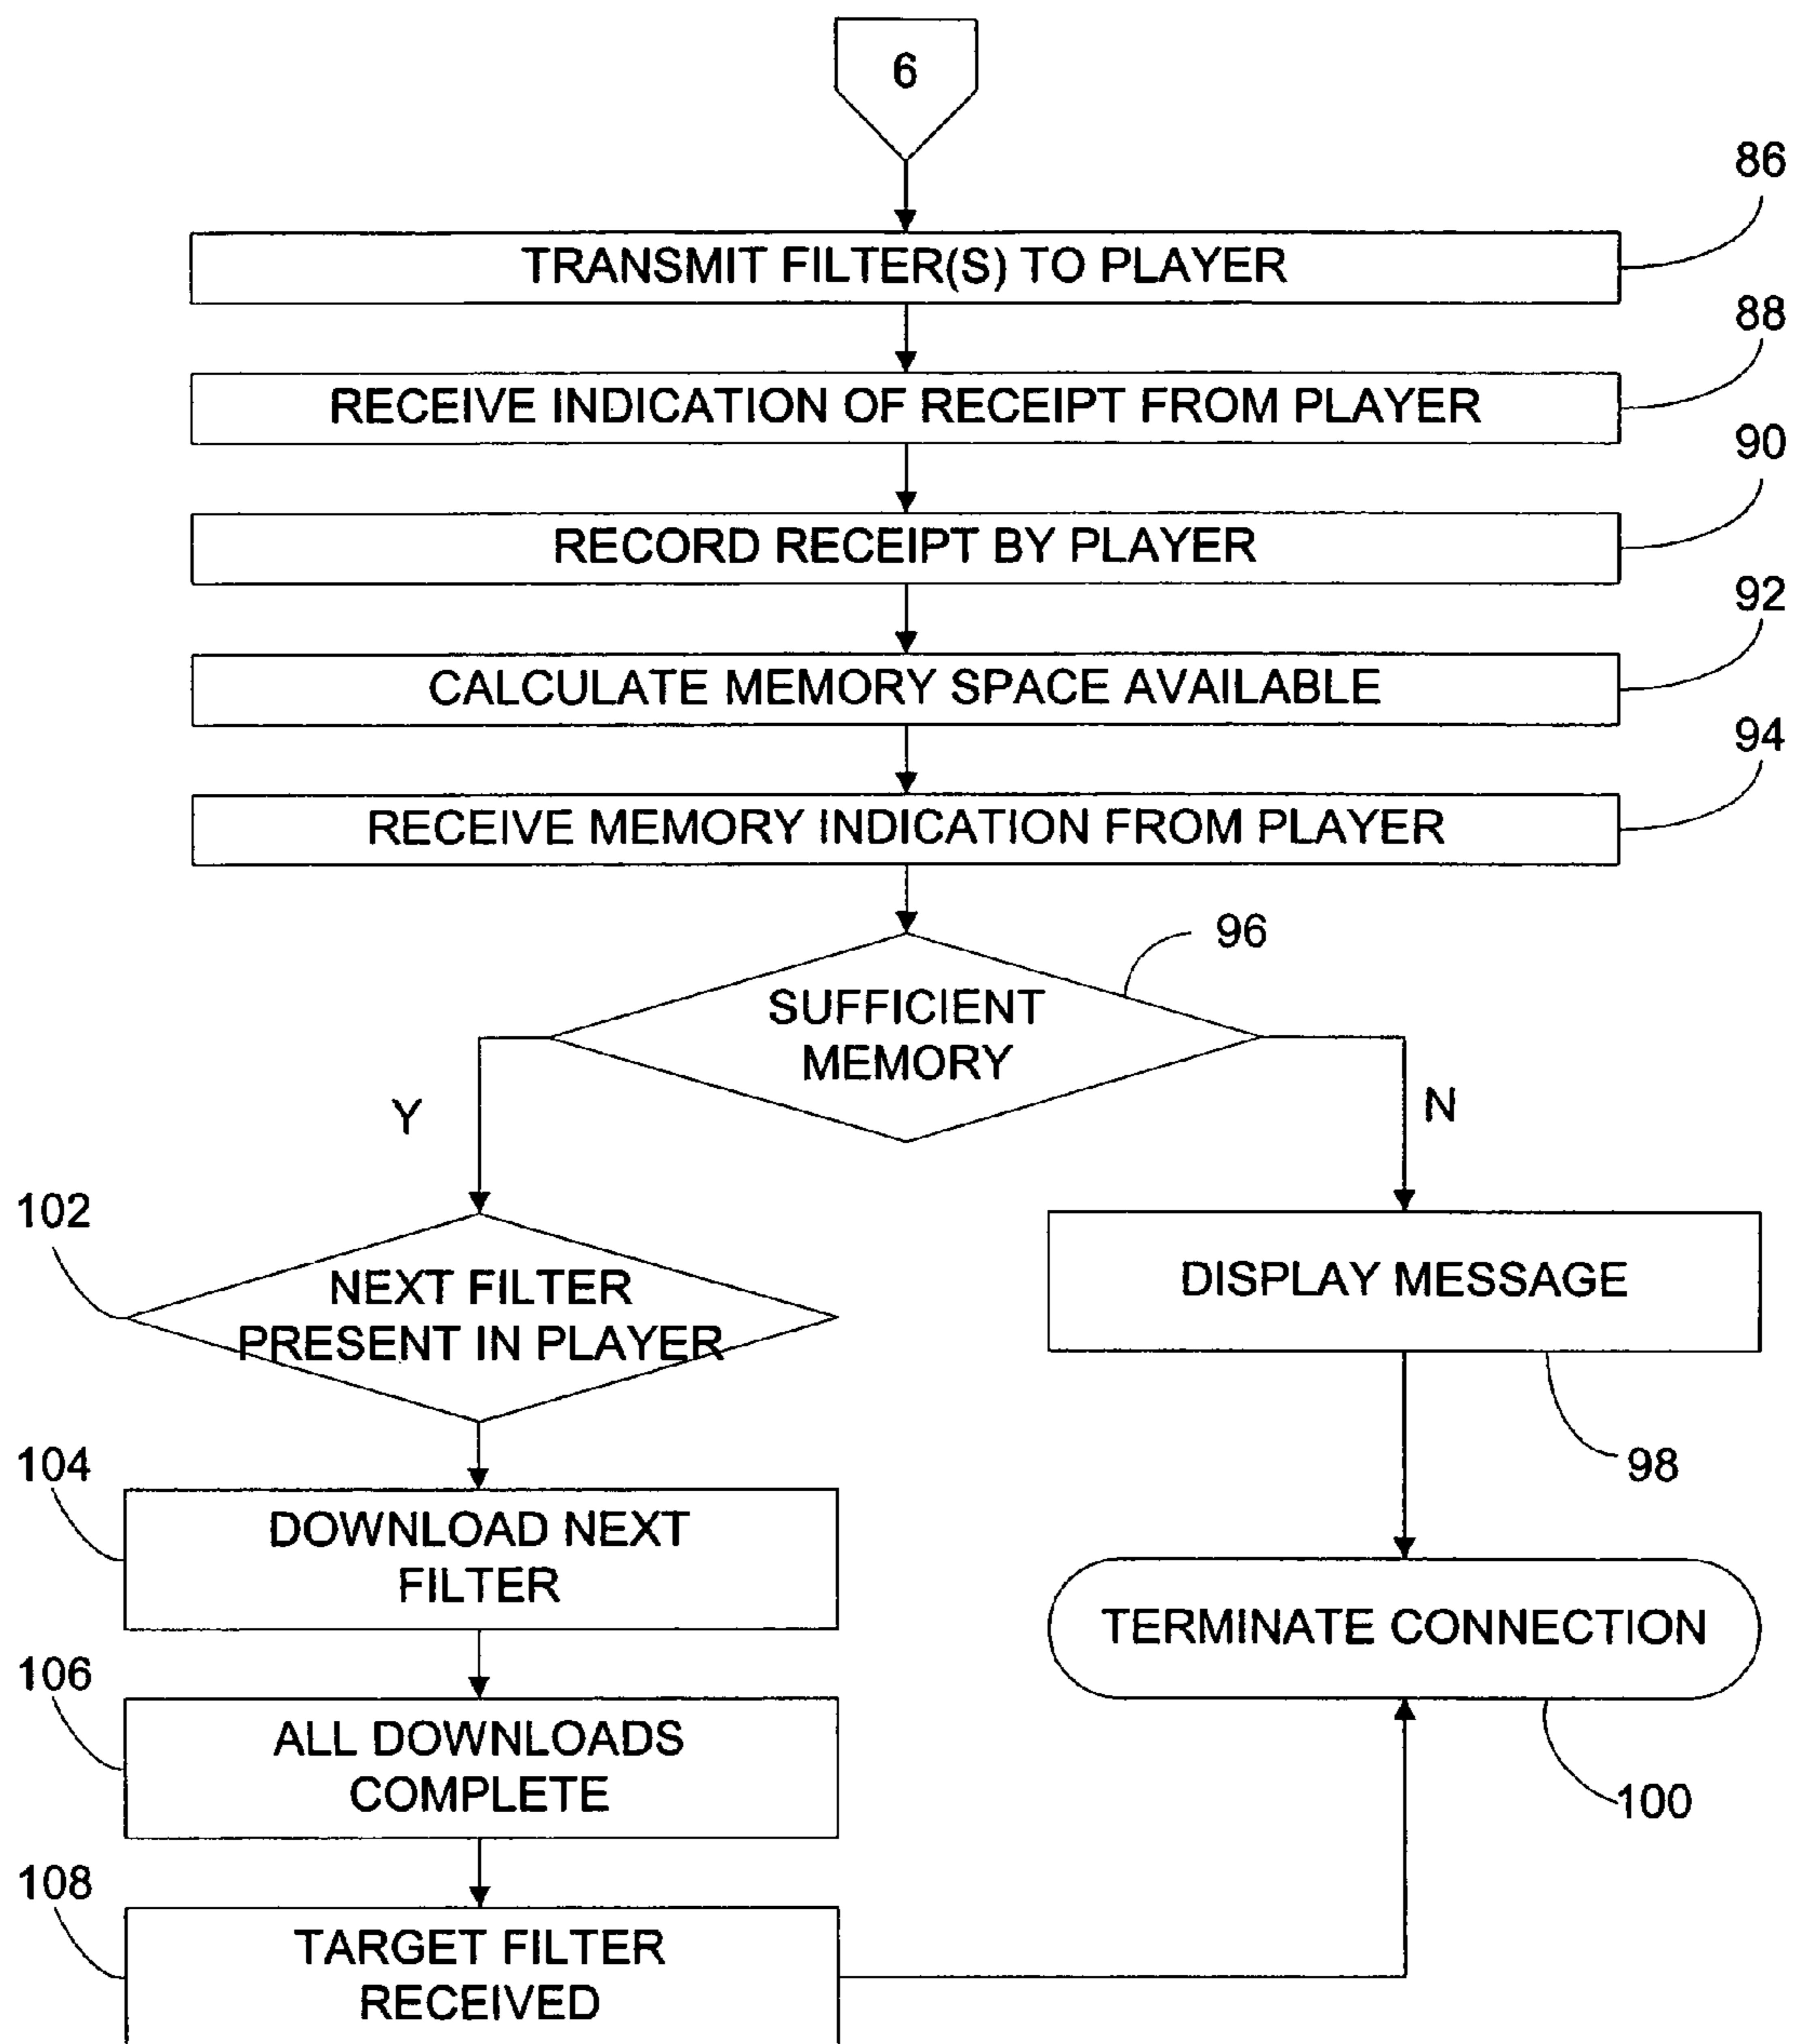 6
86
TRANSMIT FILTER(S) TO PLAYER
88
RECEIVE INDICATION OF RECEIPT FROM PLAYER
90
RECORD RECEIPT BY PLAYER
92
CALCULATE MEMORY SPACE AVAILABLE
94
RECEIVE MEMORY INDICATION FROM PLAYER
96
SUFFICIENT
MEMORY
Y
N
102
NEXT FILTER
PRESENT IN PLAYER
DISPLAY MESSAGE
98
104
DOWNLOAD NEXT
FILTER
TERMINATE CONNECTION
100
106
ALL DOWNLOADS
COMPLETE
108
TARGET FILTER
RECEIVED